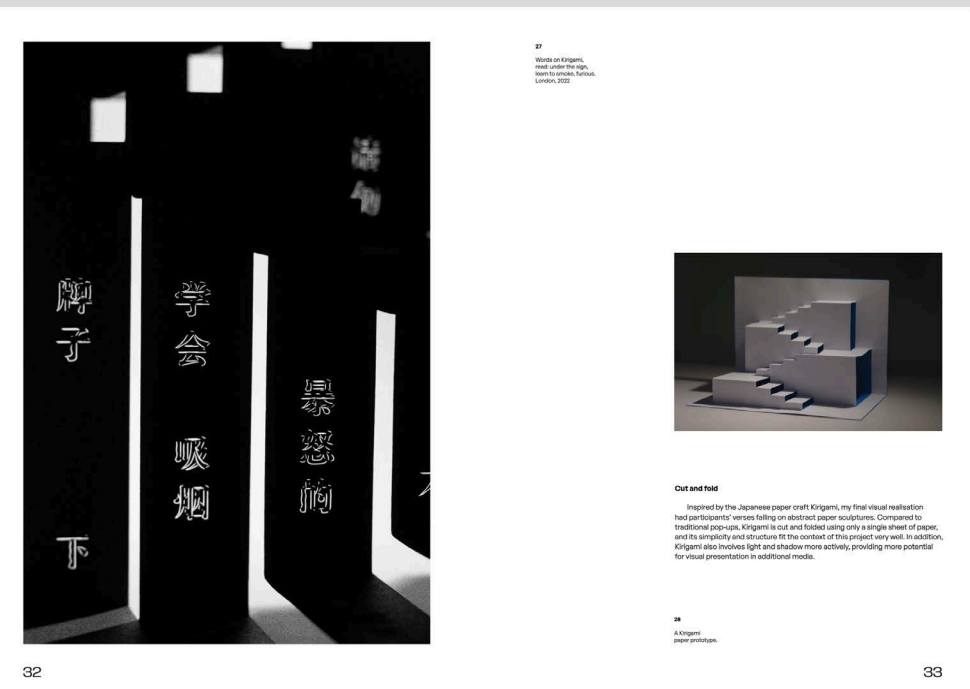 牌子 下
学会 吸烟
暴怒的
32
27
Words on Kirigami,
read: under the sign,
learn to smoke, furious.
London, 2022
Cut and fold
Inspired by the Japanese paper craft Kirigami, my final visual realisation
had participants' verses falling on abstract paper sculptures. Compared to
traditional pop-ups, Kirigami is cut and folded using only a single sheet of paper,
and its simplicity and structure fit the context of this project very well. In addition,
Kirigami also involves light and shadow more actively, providing more potential
for visual presentation in additional media.
28
A Kirigami
paper prototype.
33